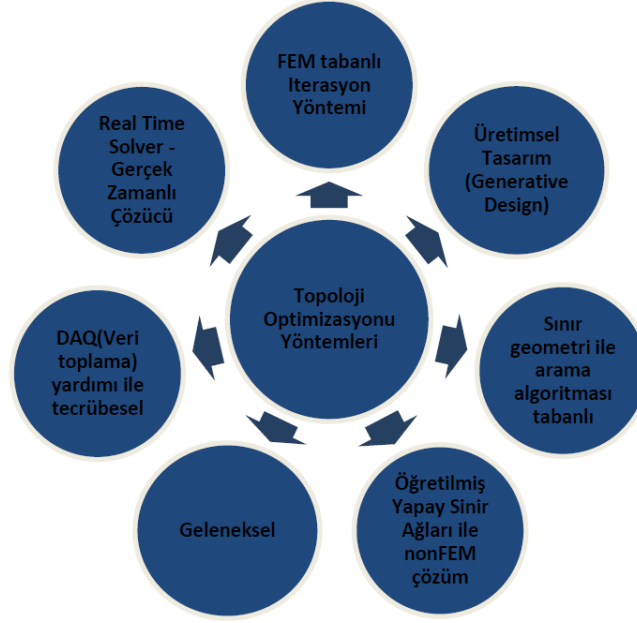 FEM tabanlı
Iterasyon
Yöntemi
Üretimsel
Tasarım
(Generative
Design)
Sınır
geometri ile
arama
algoritması
tabanlı
Öğretilmiş
Yapay Sinir
Ağları ile
nonFEM
çözüm
Geleneksel
DAQ(Veri
toplama)
yardımı ile
tecrübesel
Real Time
Solver -
Gerçek
Zamanlı
Çözücü
Topoloji
Optimizasyonu
Yöntemleri